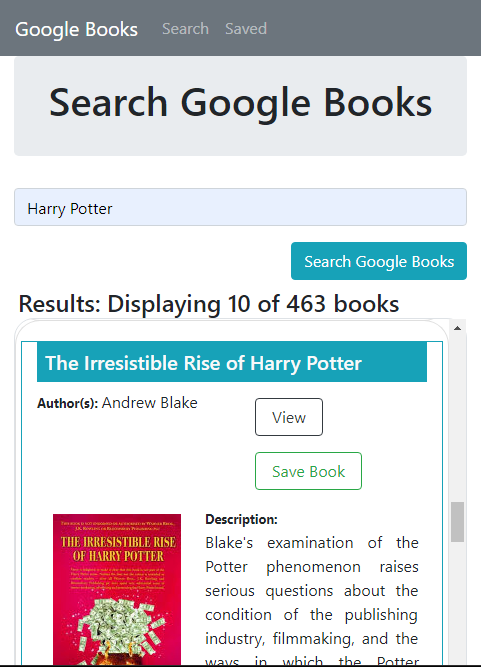 Google Books Search Saved
Search Google Books
Harry Potter
Search Google Books
Results: Displaying 10 of 463 books
The Irresistible Rise of Harry Potter
Author(s): Andrew Blake
View
Save Book
THE IRRESISTIBLE RISE
OF HARRY POTTER
Description:
Blake's examination of the
Potter phenomenon raises
serious questions about the
condition of the publishing
industry, filmmaking, and the
ways in which the Potter